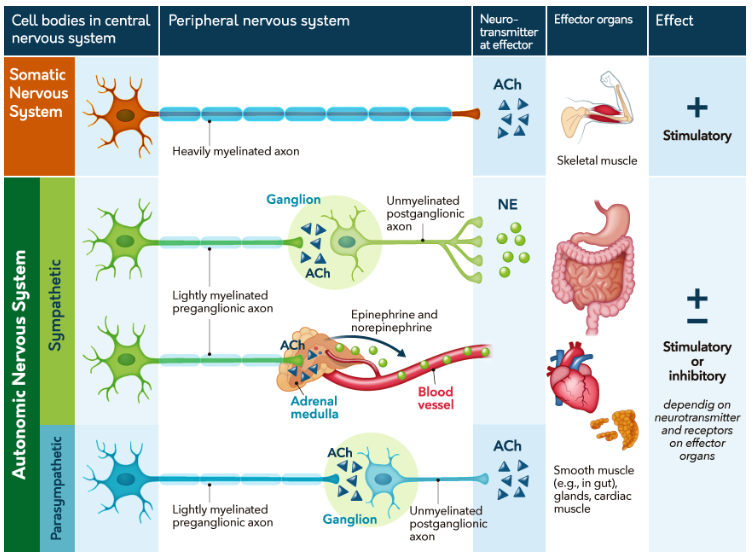 Cell bodies in central
nervous system
Peripheral nervous system
Neuro-
transmitter
at effector
Effector organs
Effect
Somatic
Nervous
System
Heavily myelinated axon
ACh
Skeletal muscle
+
Stimulatory
Autonomic Nervous System
Sympathetic
Ganglion
ACh
Unmyelinated
postganglionic
axon
NE
Lightly myelinated
preganglionic axon
ACh
Epinephrine and
norepinephrine
Adrenal
medulla
Blood
vessel
+
−
Stimulatory
or
inhibitory
dependig on
neurotransmitter
and receptors
on effector
organs
Parasympathetic
Lightly myelinated
preganglionic axon
ACh
Ganglion
Unmyelinated
postganglionic
axon
ACh
Smooth muscle
(e.g., in gut),
glands, cardiac
muscle